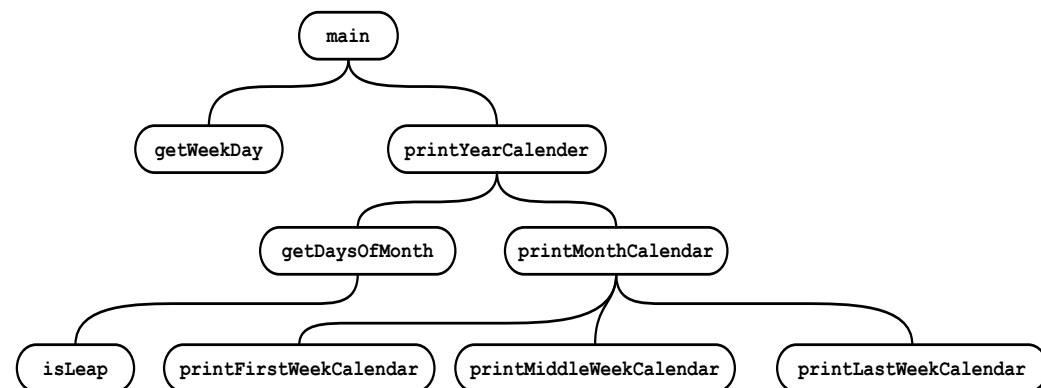 main
getWeekDay
printYearCalender
getDaysOfMonth
printMonthCalendar
isLeap
printFirstWeekCalendar
printMiddleWeekCalendar
printLastWeekCalendar